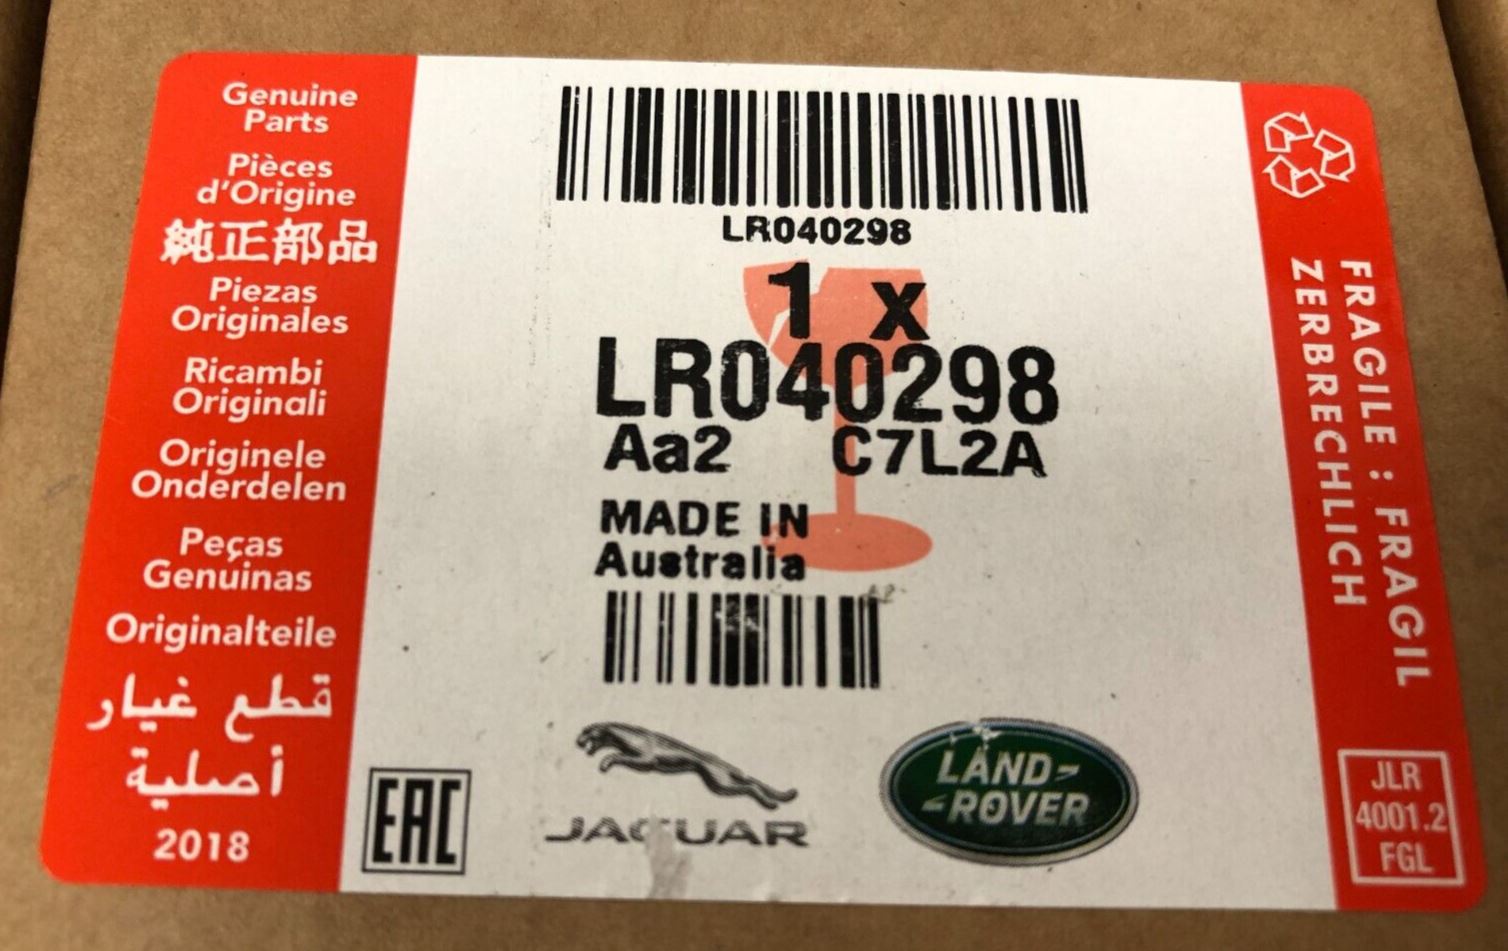 Genuine
Parts
Pièces
d'Origine
純正部品
Piezas
Originales
Ricambi
Originali
Originele
Onderdelen
Peças
Genuinas
Originalteile
قطع غيار
أصلية
2018
LR040298
1 x
LR040298
Aa2 C7L2A
MADE IN
Australia
EAC
JAGUAR
LAND-
-ROVER
FRAGILE : FRAGIL
ZERBRECHLICH
JLR
4001.2
FGL